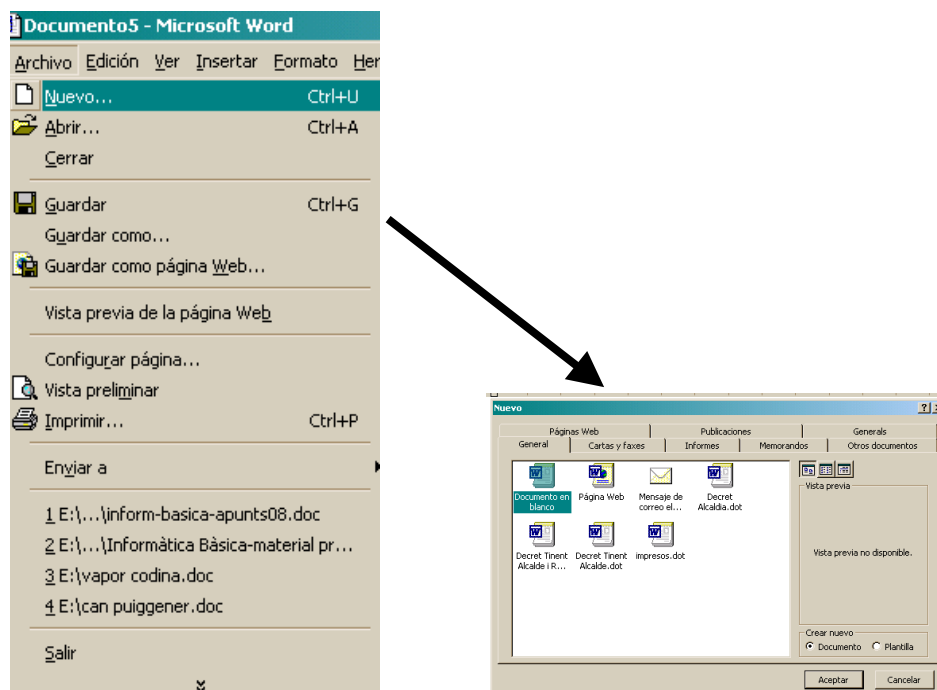 Documento5 - Microsoft Word
Archivo Edición Ver Insertar Formato Her
Nuevo... Ctrl+U
Abrir... Ctrl+A
Cerrar
Guardar Ctrl+G
Guardar como...
Guardar como página Web...
Vista previa de la página Web
Configurar página...
Vista preliminar
Imprimir... Ctrl+P
Enviar a
1 E:\...\inform-basica-apunts08.doc
2 E:\...\Informàtica Bàsica-material pr...
3 E:\vapor codina.doc
4 E:\can puiggener.doc
Salir
Nuevo
Páginas Web Publicaciones Generals
General Cartas y faxes Informes Memorandos Otros documentos
Documento en
blanco
Página Web
Mensaje de
correo el...
Decret
Alcaldia.dot
Decret Tinent
Alcalde i R...
Decret Tinent
Alcalde.dot
impresos.dot
Vista previa
Vista previa no disponible.
Crear nuevo
Documento Plantilla
Aceptar Cancelar